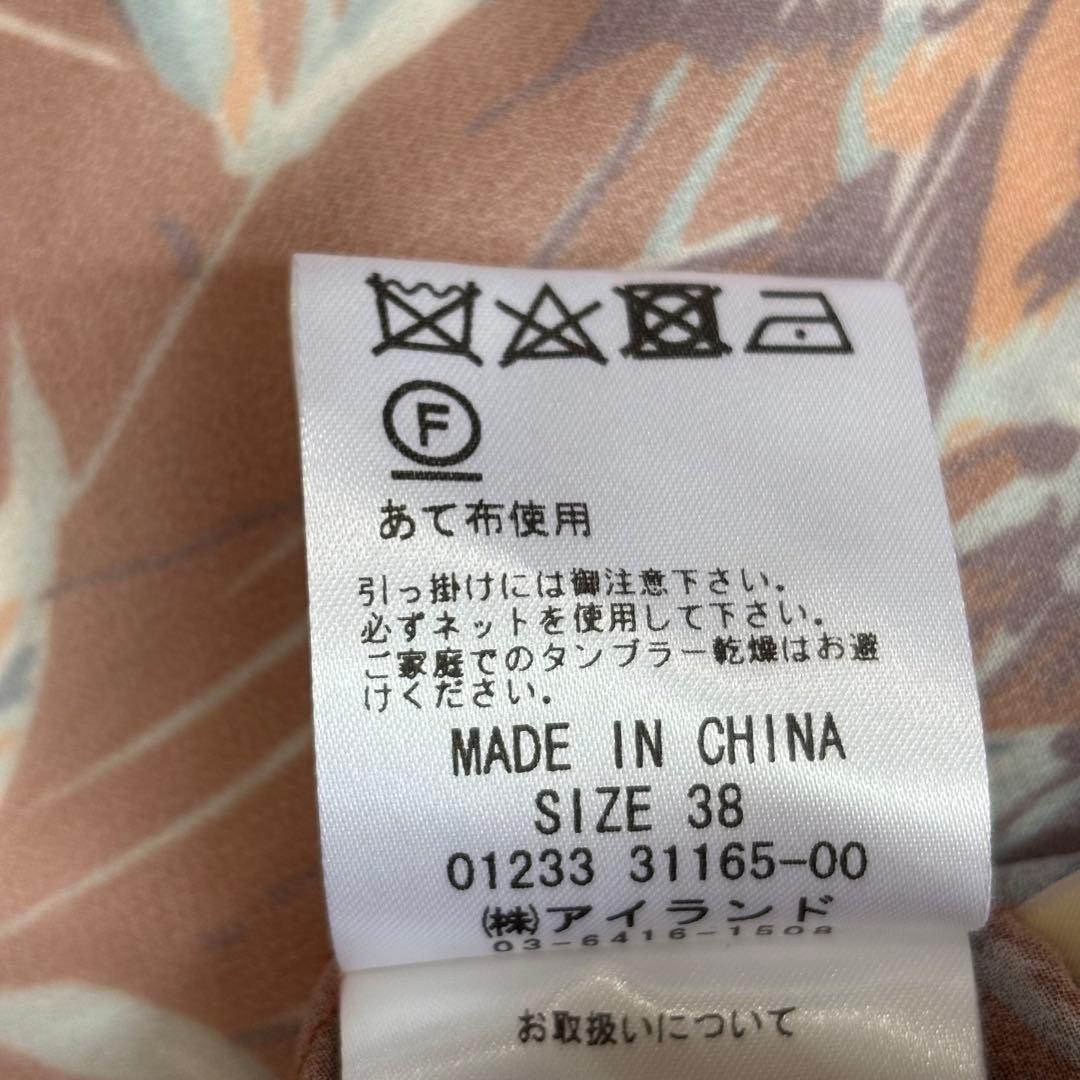 F
あて布使用
引っ掛けには御注意下さい。
必ずネットを使用して下さい。
ご家庭でのタンブラー乾燥はお避
けください。
MADE IN CHINA
SIZE 38
01233 31165-00
㈱アイランド
03-6416-1508
お取扱いについて